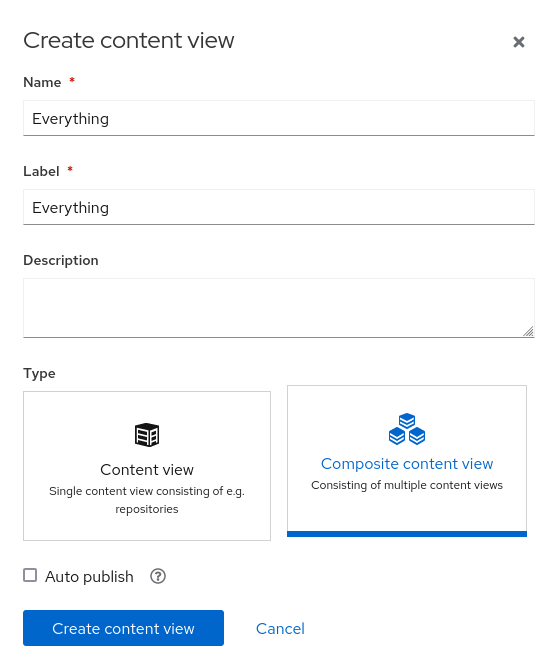 Create content view
Name *
Everything
Label *
Everything
Description
Type
Content view
Single content view consisting of e.g.
repositories
Composite content view
Consisting of multiple content views
Auto publish
Create content view
Cancel